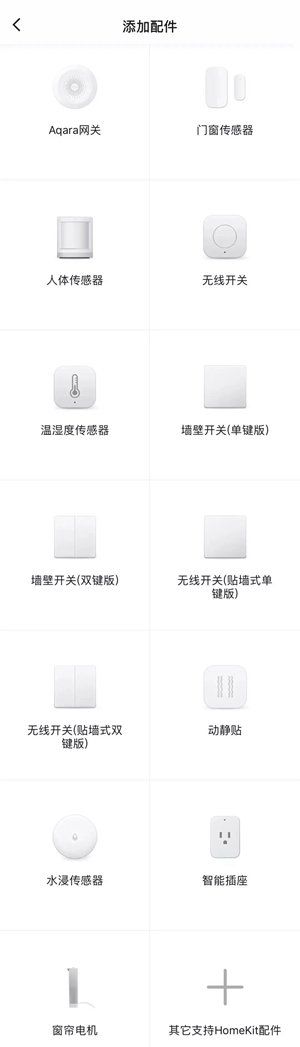 添加配件
Aqara网关
门窗传感器
人体传感器
无线开关
温湿度传感器
墙壁开关(单键版)
墙壁开关(双键版)
无线开关(贴墙式单
键版)
无线开关(贴墙式双
键版)
动静贴
水浸传感器
智能插座
窗帘电机
其它支持HomeKit配件